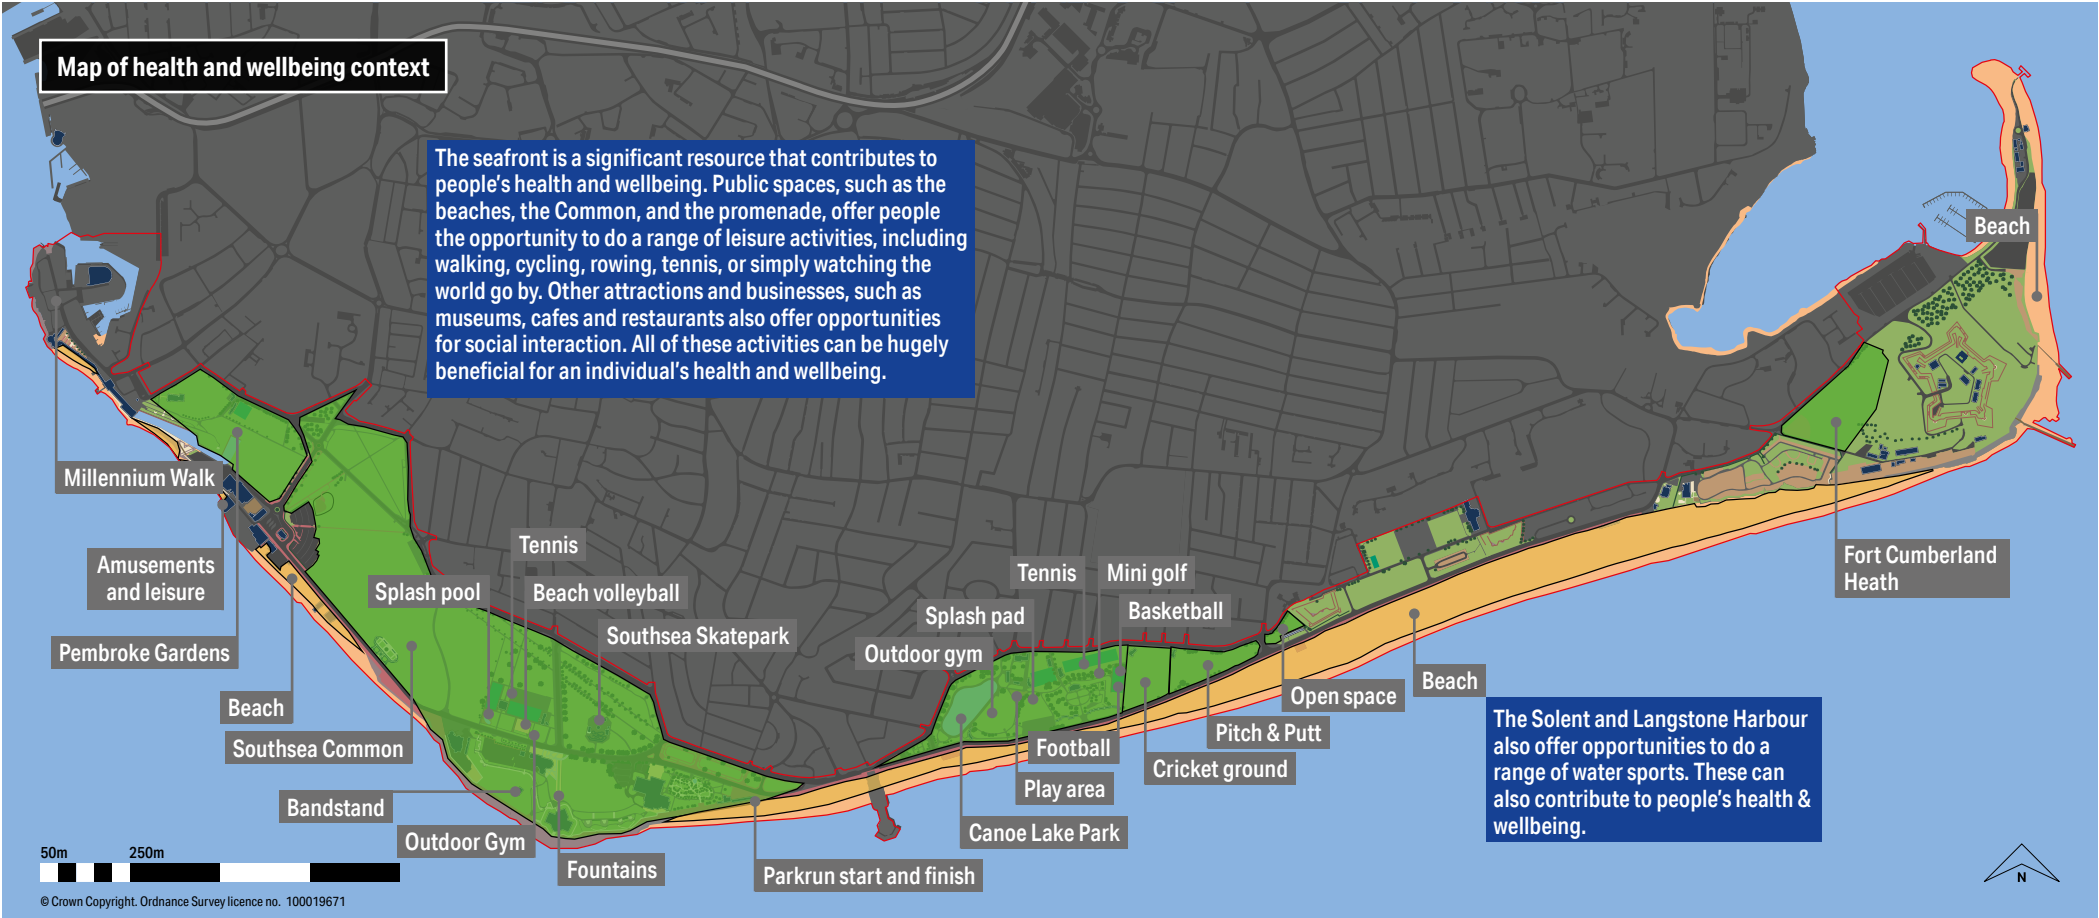 Map of health and wellbeing context
The seafront is a significant resource that contributes to
people's health and wellbeing. Public spaces, such as the
beaches, the Common, and the promenade, offer people
the opportunity to do a range of leisure activities, including
walking, cycling, rowing, tennis, or simply watching the
world go by. Other attractions and businesses, such as
museums, cafes and restaurants also offer opportunities
for social interaction. All of these activities can be hugely
beneficial for an individual's health and wellbeing.
Beach
Millennium Walk
Amusements
and leisure
Pembroke Gardens
Beach
Southsea Common
Bandstand
Outdoor Gym
Fountains
Parkrun start and finish
Splash pool
Tennis
Beach volleyball
Southsea Skatepark
Outdoor gym
Splash pad
Tennis
Mini golf
Basketball
Football
Play area
Canoe Lake Park
Cricket ground
Pitch & Putt
Open space
Beach
Fort Cumberland
Heath
The Solent and Langstone Harbour
also offer opportunities to do a
range of water sports. These can
also contribute to people's health &
wellbeing.
50m 250m
© Crown Copyright. Ordnance Survey licence no. 100019671
N